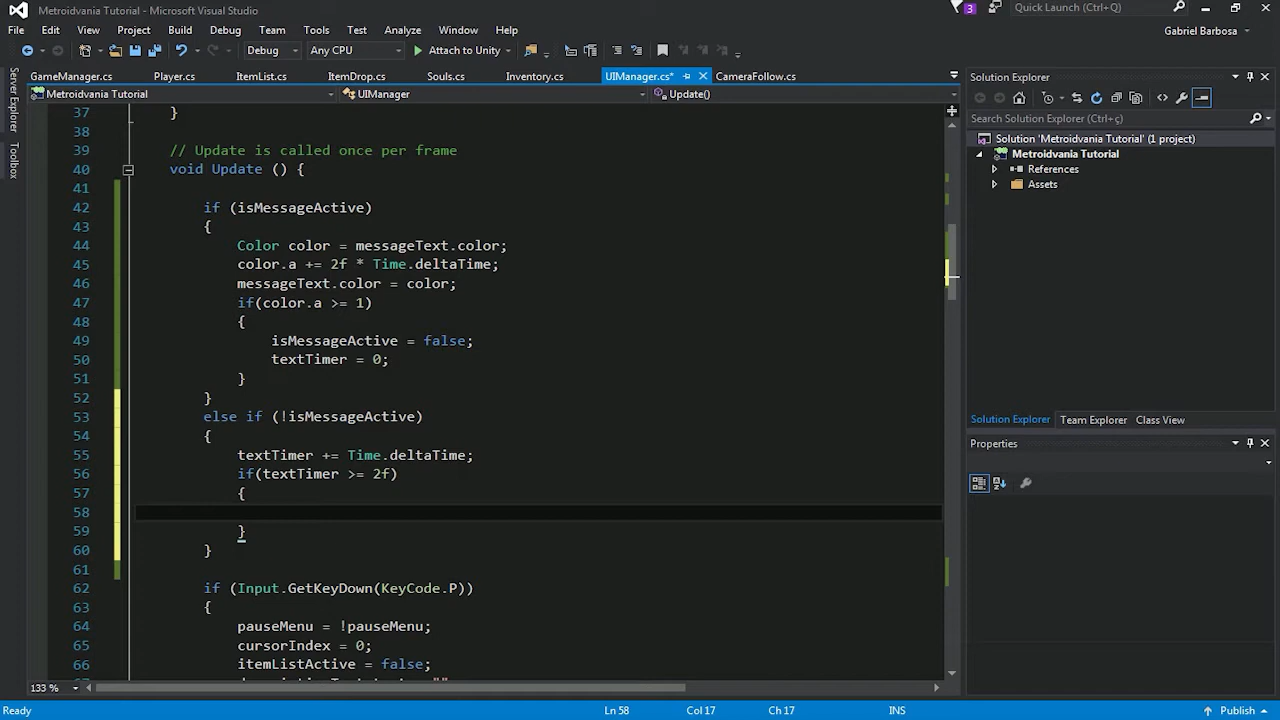 Metroidvania Tutorial - Microsoft Visual Studio
3
Quick Launch (Ctrl+Q)
File Edit View Project Build Debug Team Tools Test Analyze Window Help
Gabriel Barbosa
Debug Any CPU Attach to Unity
GameManager.cs Player.cs ItemList.cs ItemDrop.cs Souls.cs Inventory.cs UIManager.cs* CameraFollow.cs
Metroidvania Tutorial UIManager Update()
Server Explorer
Toolbox
37 }
38
39 // Update is called once per frame
40 void Update () {
41
42 if (isMessageActive)
43 {
44 Color color = messageText.color;
45 color.a += 2f * Time.deltaTime;
46 messageText.color = color;
47 if(color.a >= 1)
48 {
49 isMessageActive = false;
50 textTimer = 0;
51 }
52 }
53 else if (!isMessageActive)
54 {
55 textTimer += Time.deltaTime;
56 if(textTimer >= 2f)
57 {
58
59 }
60 }
61
62 if (Input.GetKeyDown(KeyCode.P))
63 {
64 pauseMenu = !pauseMenu;
65 cursorIndex = 0;
66 itemListActive = false;
133 %
Solution Explorer
Search Solution Explorer (Ctrl+ç)
Solution 'Metroidvania Tutorial' (1 project)
Metroidvania Tutorial
References
Assets
Solution Explorer Team Explorer Class View
Properties
Ready Ln 58 Col 17 Ch 17 INS Publish